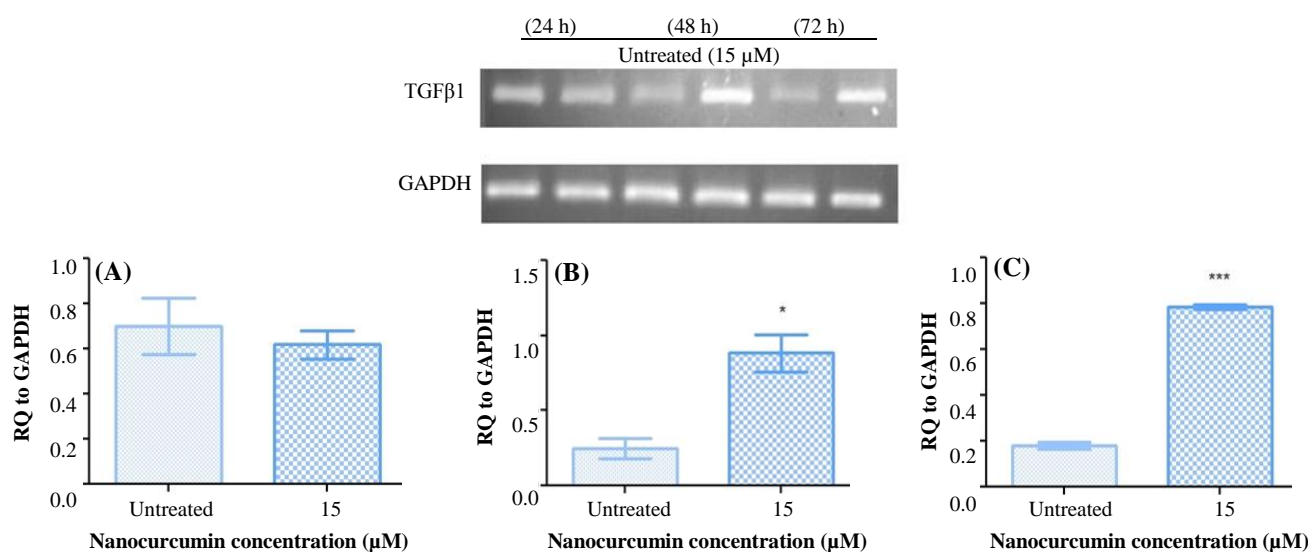 (24 h) (48 h) (72 h)
Untreated (15 µM)
TGFβ1
GAPDH
(A)
RQ to GAPDH
1.0
0.8
0.6
0.4
0.2
0.0
Untreated 15
Nanocurcumin concentration (µM)
(B)
*
RQ to GAPDH
1.5
1.0
0.5
0.0
Untreated 15
Nanocurcumin concentration (µM)
(C)
***
RQ to GAPDH
1.0
0.8
0.6
0.4
0.2
0.0
Untreated 15
Nanocurcumin concentration (µM)